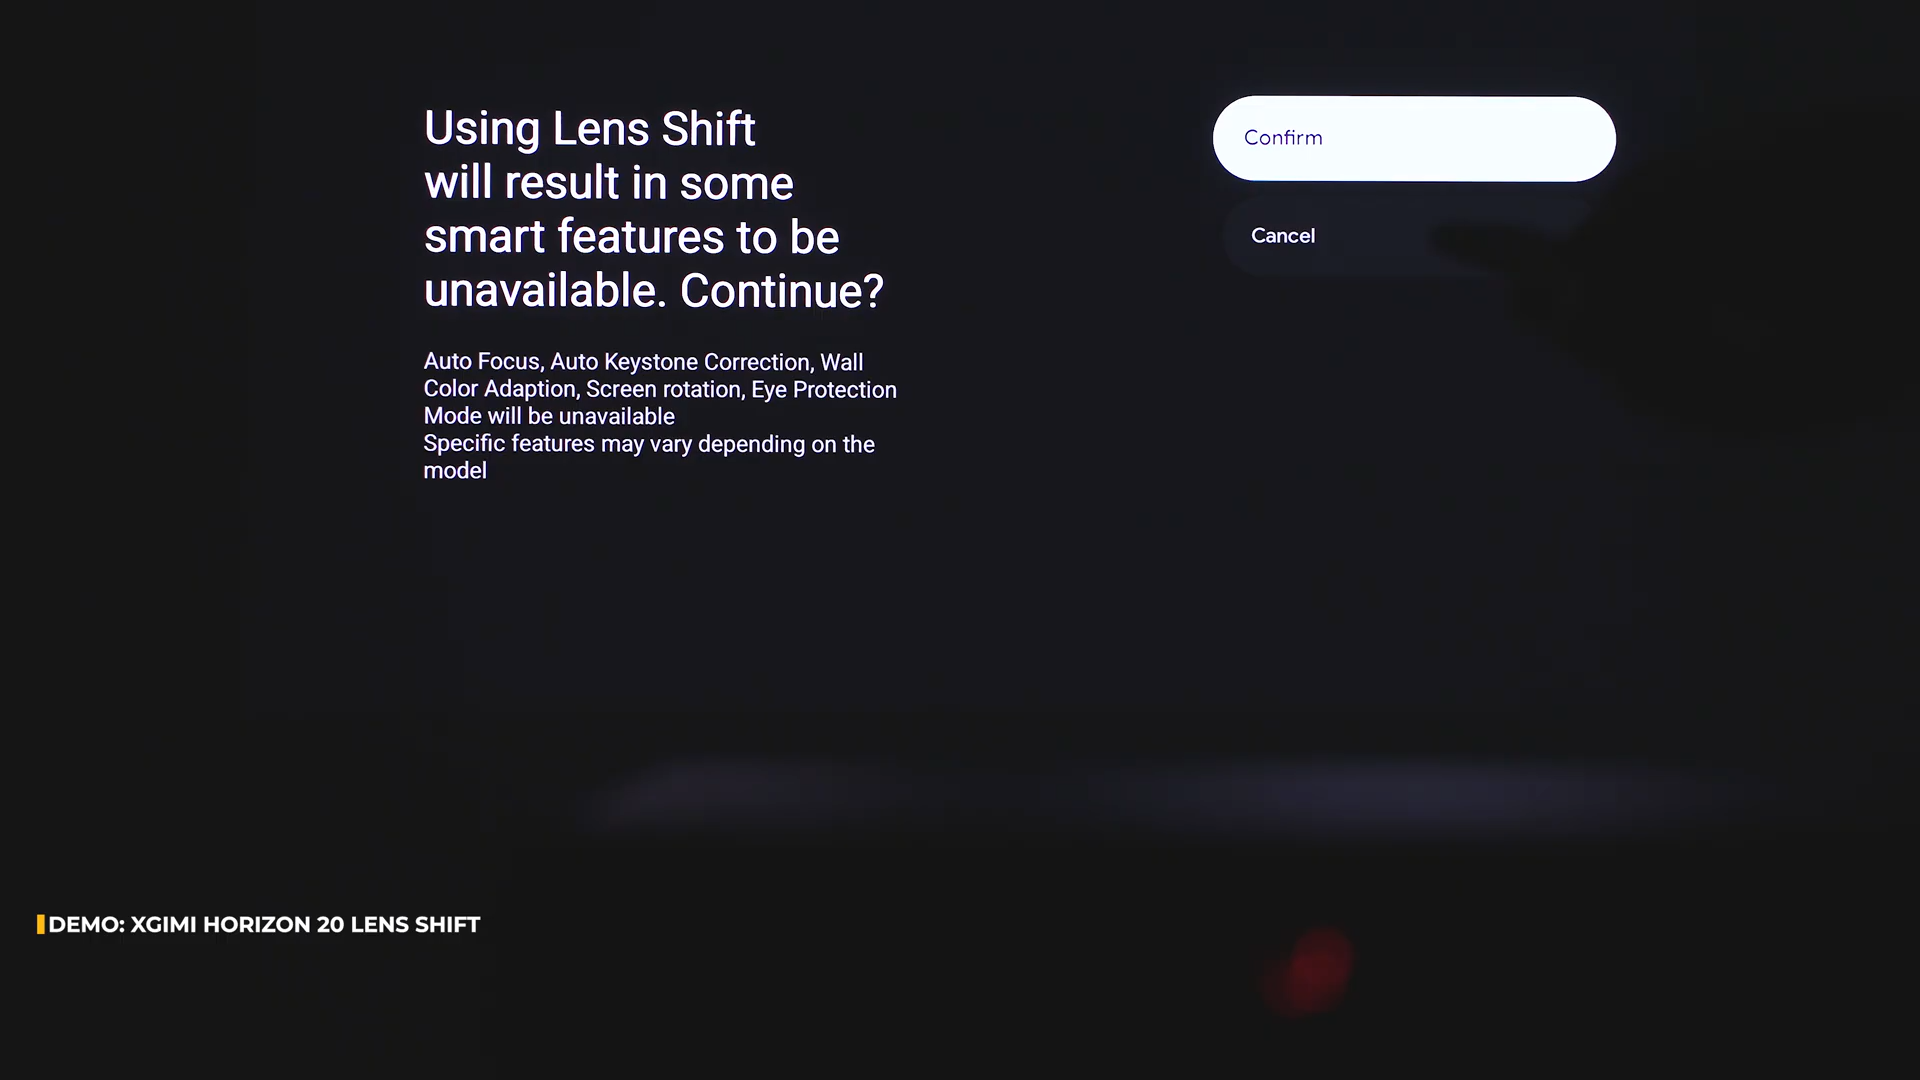 Using Lens Shift
will result in some
smart features to be
unavailable. Continue?
Auto Focus, Auto Keystone Correction, Wall
Color Adaption, Screen rotation, Eye Protection
Mode will be unavailable
Specific features may vary depending on the
model
Confirm
Cancel
DEMO: XGIMI HORIZON 20 LENS SHIFT